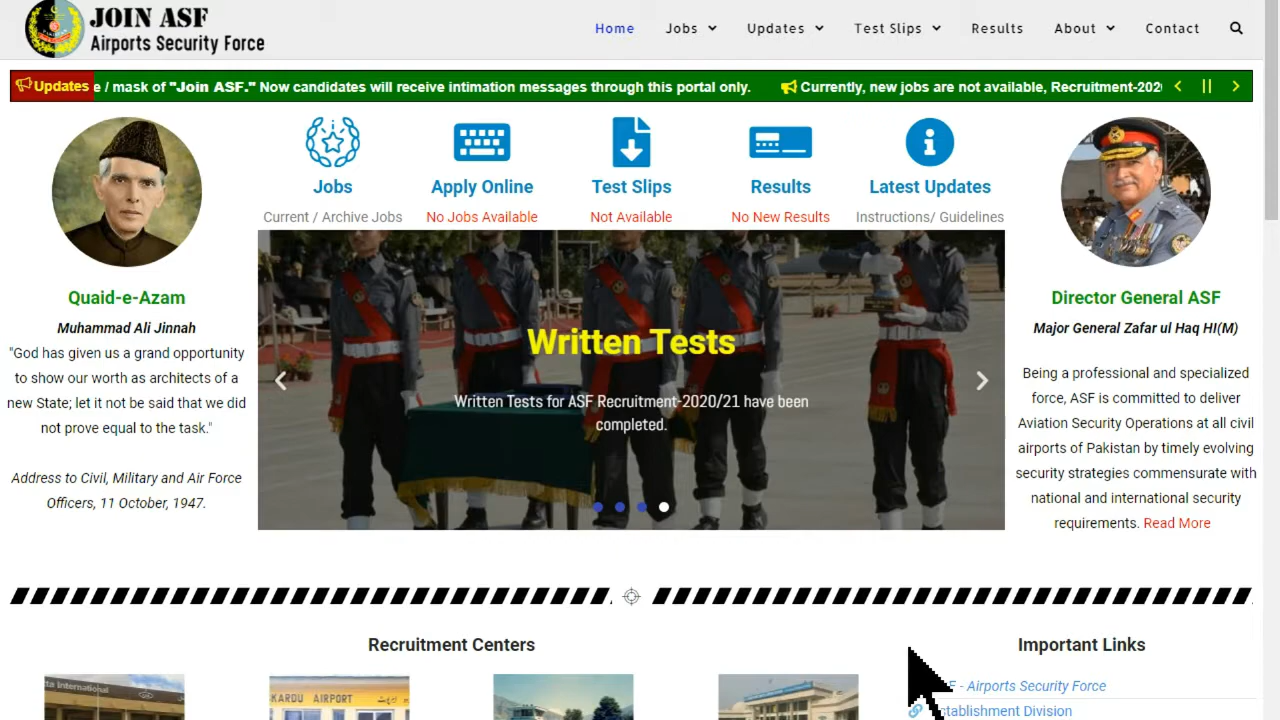 JOIN ASF
Airports Security Force
Home Jobs Updates Test Slips Results About Contact
Updates e / mask of "Join ASF." Now candidates will receive intimation messages through this portal only. Currently, new jobs are not available, Recruitment-202
Jobs
Current / Archive Jobs
Apply Online
No Jobs Available
Test Slips
Not Available
Results
No New Results
Latest Updates
Instructions/ Guidelines
Quaid-e-Azam
Muhammad Ali Jinnah
"God has given us a grand opportunity
to show our worth as architects of a
new State; let it not be said that we did
not prove equal to the task."
Address to Civil, Military and Air Force
Officers, 11 October, 1947.
Written Tests
Written Tests for ASF Recruitment-2020/21 have been
completed.
Director General ASF
Major General Zafar ul Haq HI(M)
Being a professional and specialized
force, ASF is committed to deliver
Aviation Security Operations at all civil
airports of Pakistan by timely evolving
security strategies commensurate with
national and international security
requirements. Read More
Recruitment Centers
ta International
KARDU AIRPORT
Important Links
F - Airports Security Force
tablishment Division